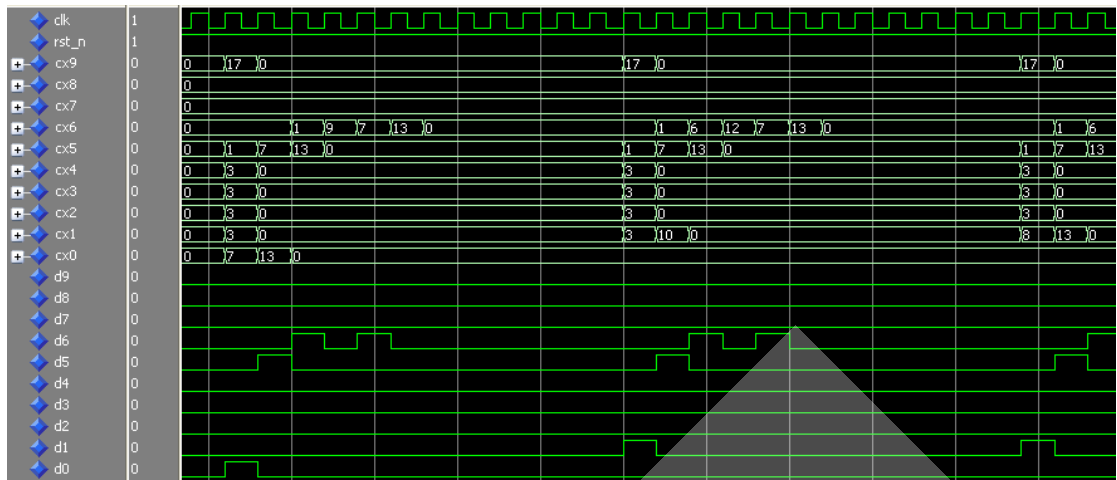 clk 1
rst_n 1
cx9 0 0 17 0 17 0 17 0
cx8 0 0
cx7 0 0
cx6 0 0 1 9 7 13 0 1 6 12 7 13 0 1 6
cx5 0 0 1 7 13 0 1 7 13 0 1 7 13
cx4 0 0 3 0 3 0 3 0
cx3 0 0 3 0 3 0 3 0
cx2 0 0 3 0 3 0 3 0
cx1 0 0 3 0 3 10 0 8 13 0
cx0 0 0 7 13 0
d9 0
d8 0
d7 0
d6 0
d5 0
d4 0
d3 0
d2 0
d1 0
d0 0